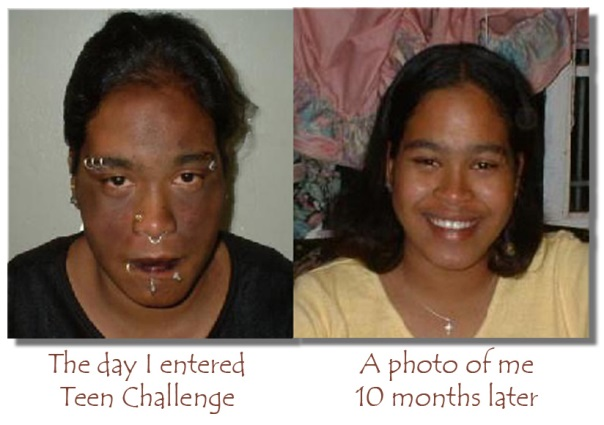 The day I entered
Teen Challenge
A photo of me
10 months later